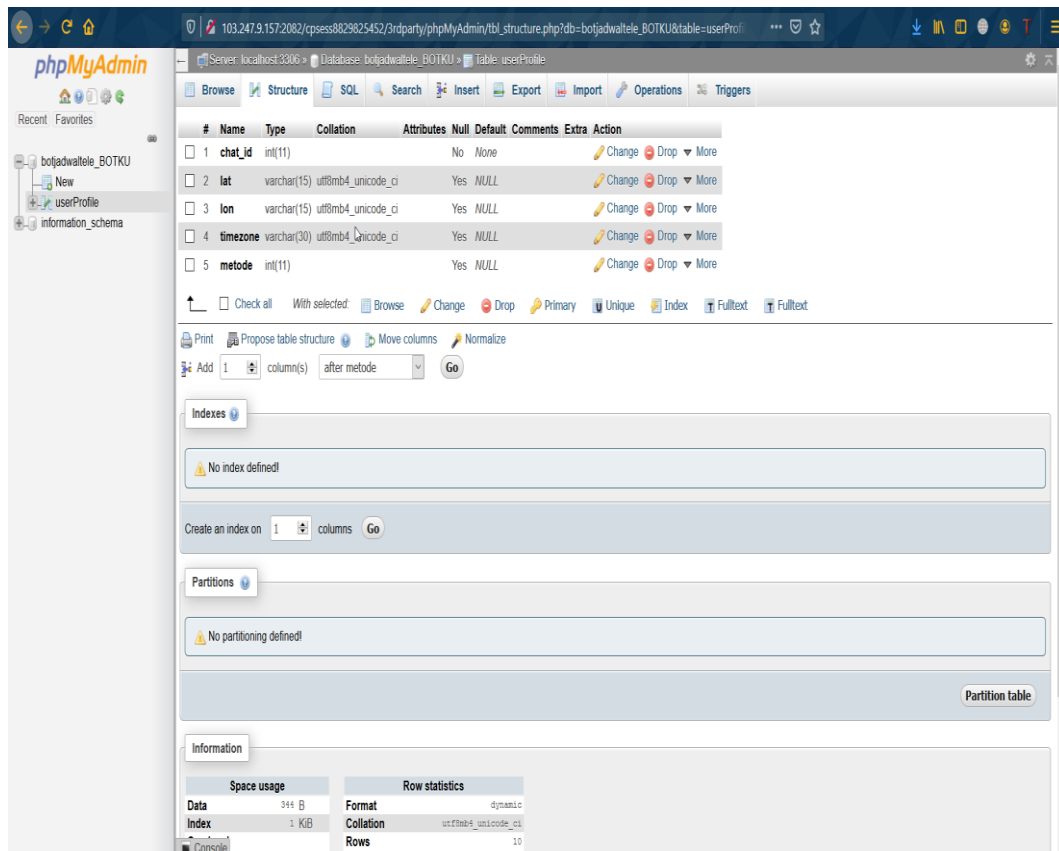 103.247.9.157:2082/cpsess8829825452/3rdparty/phpMyAdmin/tbl_structure.php?db=botjadwaltele_BOTKU&table=userProfi
phpMyAdmin
Recent Favorites
botjadwaltele_BOTKU
New
userProfile
information_schema
Server: localhost:3306 » Database: botjadwaltele_BOTKU » Table: userProfile
Browse Structure SQL Search Insert Export Import Operations Triggers
# Name Type Collation Attributes Null Default Comments Extra Action
1 chat_id int(11) No None Change Drop More
2 lat varchar(15) utf8mb4_unicode_ci Yes NULL Change Drop More
3 lon varchar(15) utf8mb4_unicode_ci Yes NULL Change Drop More
4 timezone varchar(30) utf8mb4_unicode_ci Yes NULL Change Drop More
5 metode int(11) Yes NULL Change Drop More
Check all With selected: Browse Change Drop Primary Unique Index Fulltext Fulltext
Print Propose table structure Move columns Normalize
Add 1 column(s) after metode Go
Indexes
No index defined!
Create an index on 1 columns Go
Partitions
No partitioning defined!
Partition table
Information
Space usage
Data 344 B
Index 1 KiB
Row statistics
Format dynamic
Collation utf8mb4_unicode_ci
Rows 10
Console